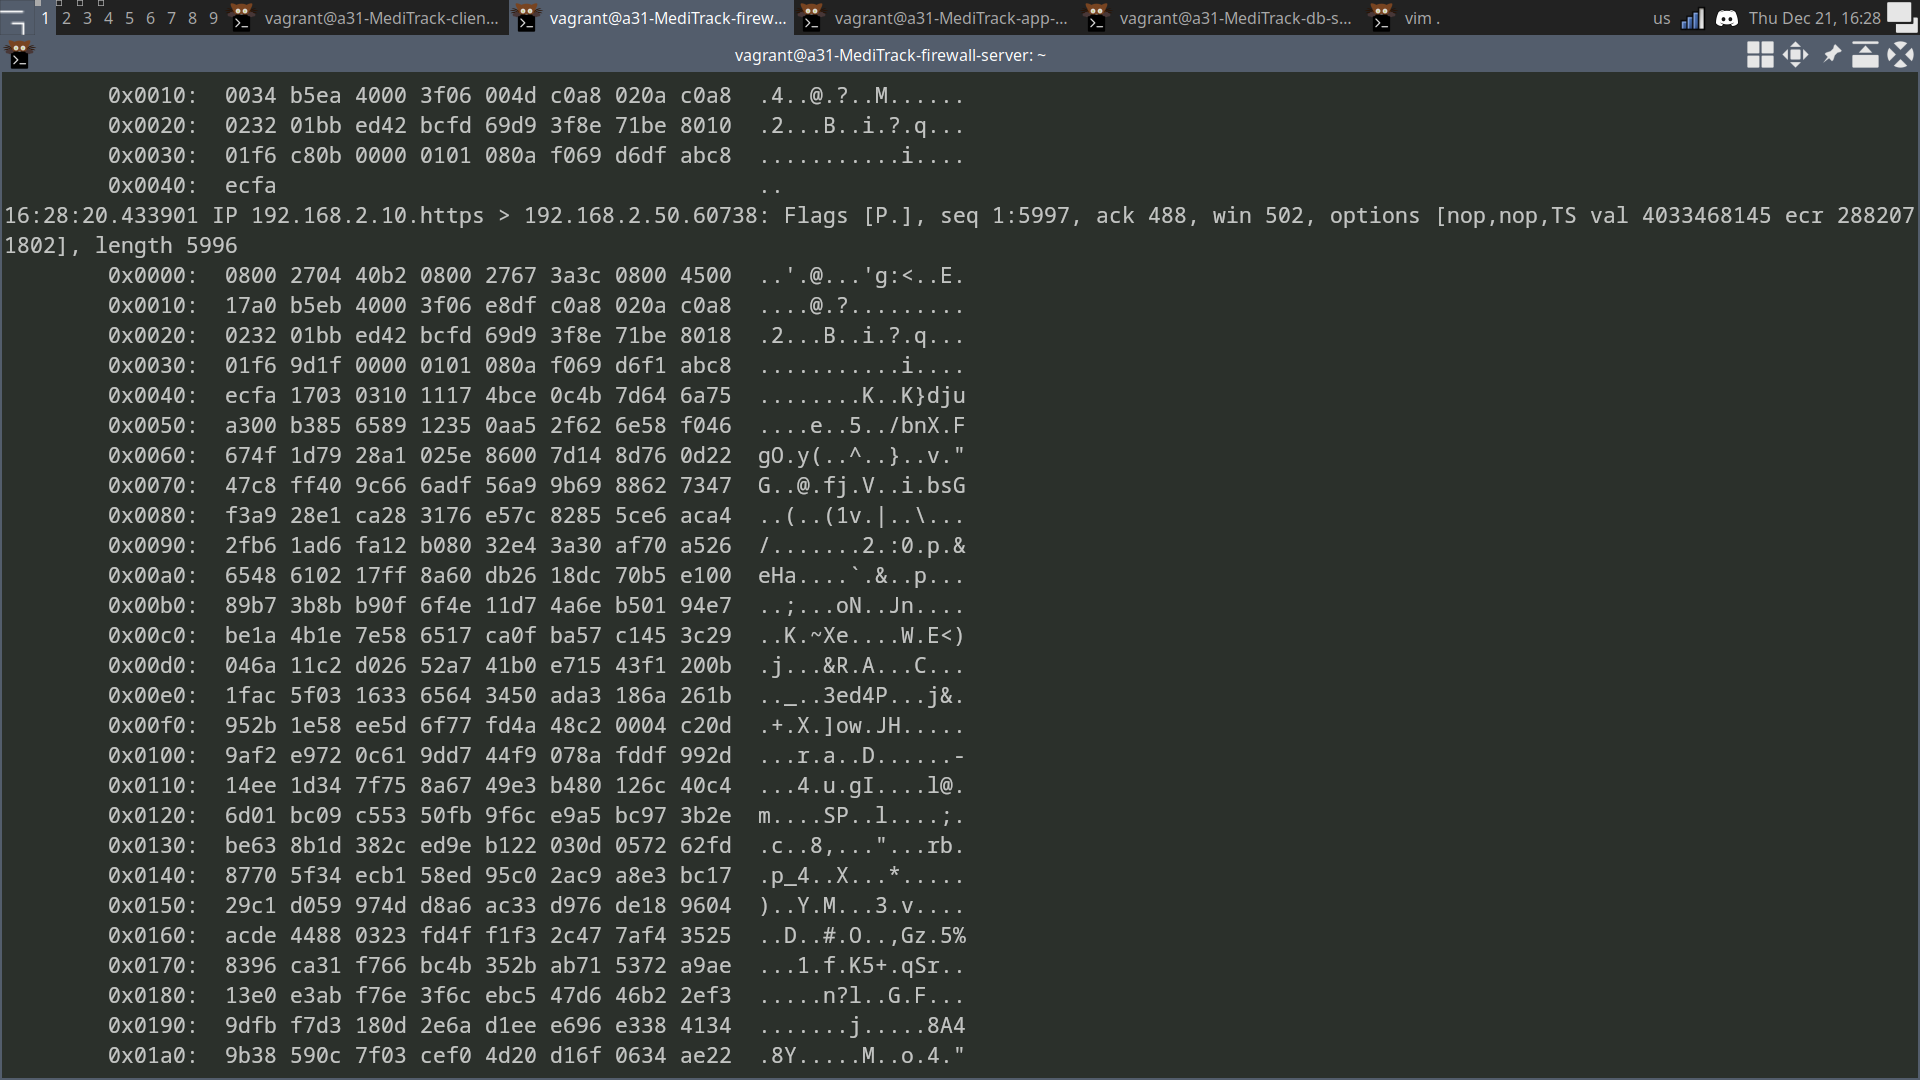 1 2 3 4 5 6 7 8 9 vagrant@a31-MediTrack-clien... vagrant@a31-MediTrack-firew... vagrant@a31-MediTrack-app-... vagrant@a31-MediTrack-db-s... vim . us Thu Dec 21, 16:28
vagrant@a31-MediTrack-firewall-server: ~
0x0010:  0034 b5ea 4000 3f06 004d c0a8 020a c0a8  .4..@.?..M......
0x0020:  0232 01bb ed42 bcfd 69d9 3f8e 71be 8010  .2...B..i.?.q...
0x0030:  01f6 c80b 0000 0101 080a f069 d6df abc8  ...........i....
0x0040:  ecfa                                     ..
16:28:20.433901 IP 192.168.2.10.https > 192.168.2.50.60738: Flags [P.], seq 1:5997, ack 488, win 502, options [nop,nop,TS val 4033468145 ecr 288207
1802], length 5996
0x0000:  0800 2704 40b2 0800 2767 3a3c 0800 4500  ..'.@...'g:<..E.
0x0010:  17a0 b5eb 4000 3f06 e8df c0a8 020a c0a8  ....@.?.........
0x0020:  0232 01bb ed42 bcfd 69d9 3f8e 71be 8018  .2...B..i.?.q...
0x0030:  01f6 9d1f 0000 0101 080a f069 d6f1 abc8  ...........i....
0x0040:  ecfa 1703 0310 1117 4bce 0c4b 7d64 6a75  ........K..K}dju
0x0050:  a300 b385 6589 1235 0aa5 2f62 6e58 f046  ....e..5../bnX.F
0x0060:  674f 1d79 28a1 025e 8600 7d14 8d76 0d22  gO.y(..^..}..v."
0x0070:  47c8 ff40 9c66 6adf 56a9 9b69 8862 7347  G..@.fj.V..i.bsG
0x0080:  f3a9 28e1 ca28 3176 e57c 8285 5ce6 aca4  ..(..(1v.|..\...
0x0090:  2fb6 1ad6 fa12 b080 32e4 3a30 af70 a526  /.......2.:0.p.&
0x00a0:  6548 6102 17ff 8a60 db26 18dc 70b5 e100  eHa....`.&..p...
0x00b0:  89b7 3b8b b90f 6f4e 11d7 4a6e b501 94e7  ..;...oN..Jn....
0x00c0:  be1a 4b1e 7e58 6517 ca0f ba57 c145 3c29  ..K.~Xe....W.E<)
0x00d0:  046a 11c2 d026 52a7 41b0 e715 43f1 200b  .j...&R.A...C...
0x00e0:  1fac 5f03 1633 6564 3450 ada3 186a 261b  .._..3ed4P...j&.
0x00f0:  952b 1e58 ee5d 6f77 fd4a 48c2 0004 c20d  .+.X.]ow.JH.....
0x0100:  9af2 e972 0c61 9dd7 44f9 078a fddf 992d  ...r.a..D......-
0x0110:  14ee 1d34 7f75 8a67 49e3 b480 126c 40c4  ...4.u.gI....l@.
0x0120:  6d01 bc09 c553 50fb 9f6c e9a5 bc97 3b2e  m....SP..l....;.
0x0130:  be63 8b1d 382c ed9e b122 030d 0572 62fd  .c..8,..."...rb.
0x0140:  8770 5f34 ecb1 58ed 95c0 2ac9 a8e3 bc17  .p_4..X...*.....
0x0150:  29c1 d059 974d d8a6 ac33 d976 de18 9604  )..Y.M...3.v....
0x0160:  acde 4488 0323 fd4f f1f3 2c47 7af4 3525  ..D..#.O..,Gz.5%
0x0170:  8396 ca31 f766 bc4b 352b ab71 5372 a9ae  ...1.f.K5+.qSr..
0x0180:  13e0 e3ab f76e 3f6c ebc5 47d6 46b2 2ef3  .....n?l..G.F...
0x0190:  9dfb f7d3 180d 2e6a d1ee e696 e338 4134  .......j.....8A4
0x01a0:  9b38 590c 7f03 cef0 4d20 d16f 0634 ae22  .8Y.....M..o.4."